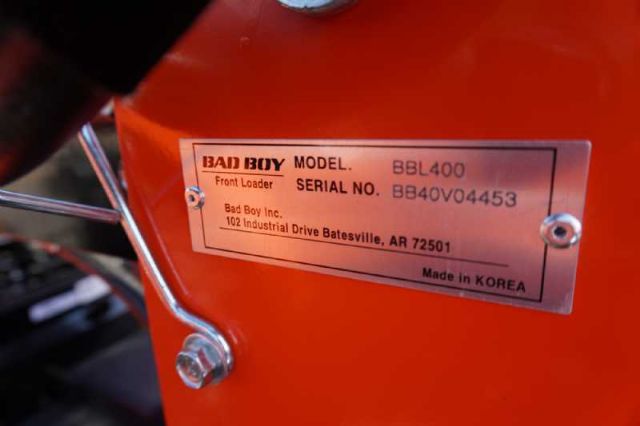 BAD BOY MODEL. BBL400
Front Loader SERIAL NO. BB40V04453
Bad Boy Inc.
102 Industrial Drive Batesville, AR 72501
Made in KOREA